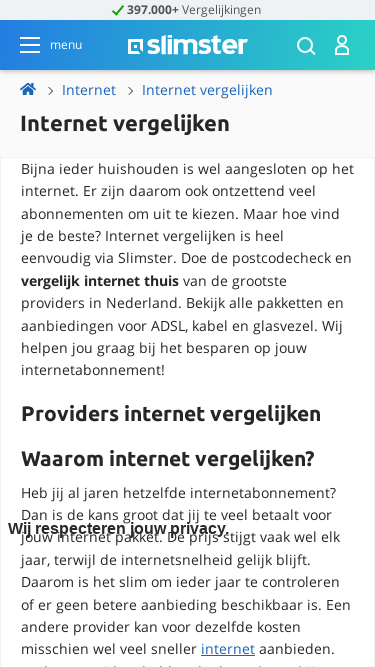 397.000+ Vergelijkingen
menu
slimster
Internet
Internet vergelijken
Internet vergelijken
Bijna ieder huishouden is wel aangesloten op het
internet. Er zijn daarom ook ontzettend veel
abonnementen om uit te kiezen. Maar hoe vind
je de beste? Internet vergelijken is heel
eenvoudig via Slimster. Doe de postcodecheck en
vergelijk internet thuis van de grootste
providers in Nederland. Bekijk alle pakketten en
aanbiedingen voor ADSL, kabel en glasvezel. Wij
helpen jou graag bij het besparen op jouw
internetabonnement!
Providers internet vergelijken
Waarom internet vergelijken?
Heb jij al jaren hetzelfde internetabonnement?
Dan is de kans groot dat jij te veel betaalt voor
Wij respecteren jouw privacy.
jouw internet pakket. De prijs stijgt vaak wel elk
jaar, terwijl de internetsnelheid gelijk blijft.
Daarom is het slim om ieder jaar te controleren
of er geen betere aanbieding beschikbaar is. Een
andere provider kan voor dezelfde kosten
misschien wel veel sneller internet aanbieden.